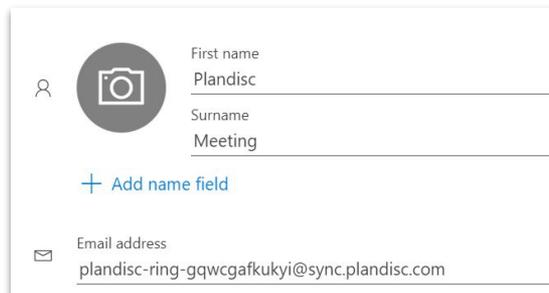 First name
Plandisc
Surname
Meeting
Add name field
Email address
plandisc-ring-gqwcgafkukyi@sync.plandisc.com